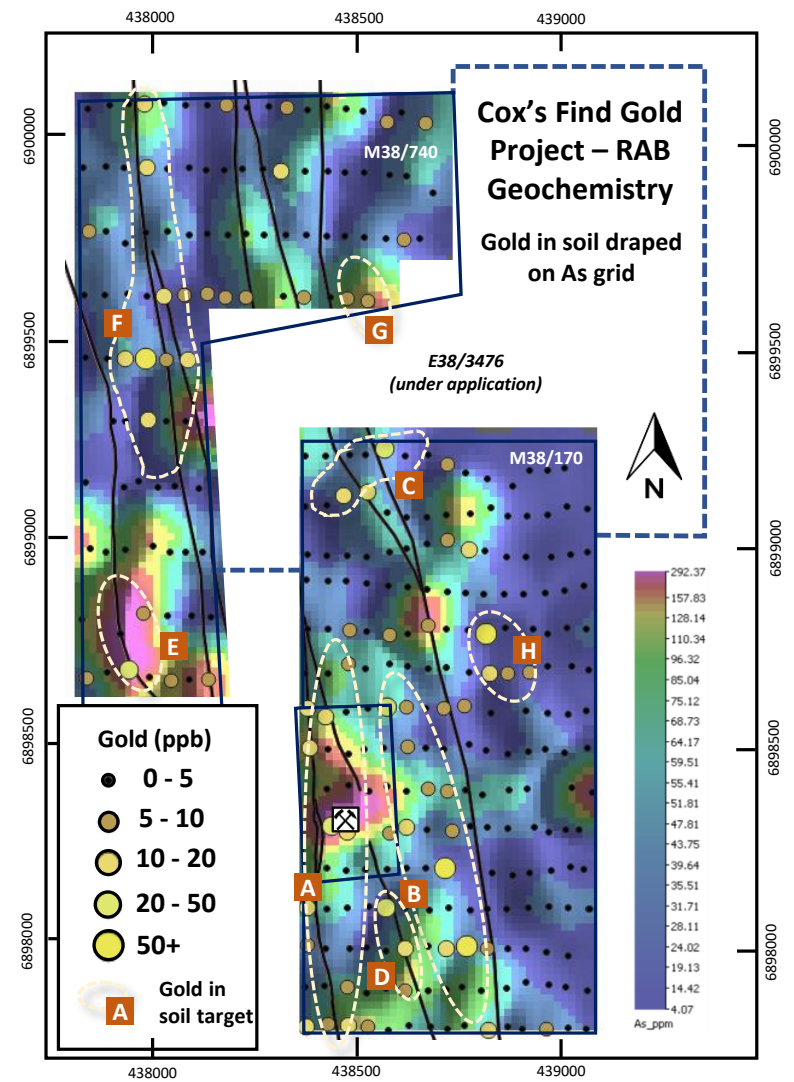 438000
438500
439000
6900000
6899500
6899000
6898500
6898000
6900000
6899500
6899000
6898500
6898000
Cox's Find Gold
Project – RAB
Geochemistry
Gold in soil draped
on As grid
M38/740
F
G
E38/3476
(under application)
M38/170
C
N
E
H
A
B
D
292.37
157.83
128.14
110.34
96.32
85.04
75.12
68.73
64.17
59.51
55.41
51.81
47.81
43.75
39.64
35.51
31.71
28.11
24.02
19.13
14.42
4.07
As_ppm
Gold (ppb)
0 - 5
5 - 10
10 - 20
20 - 50
50+
A
Gold in
soil target
438000
438500
439000